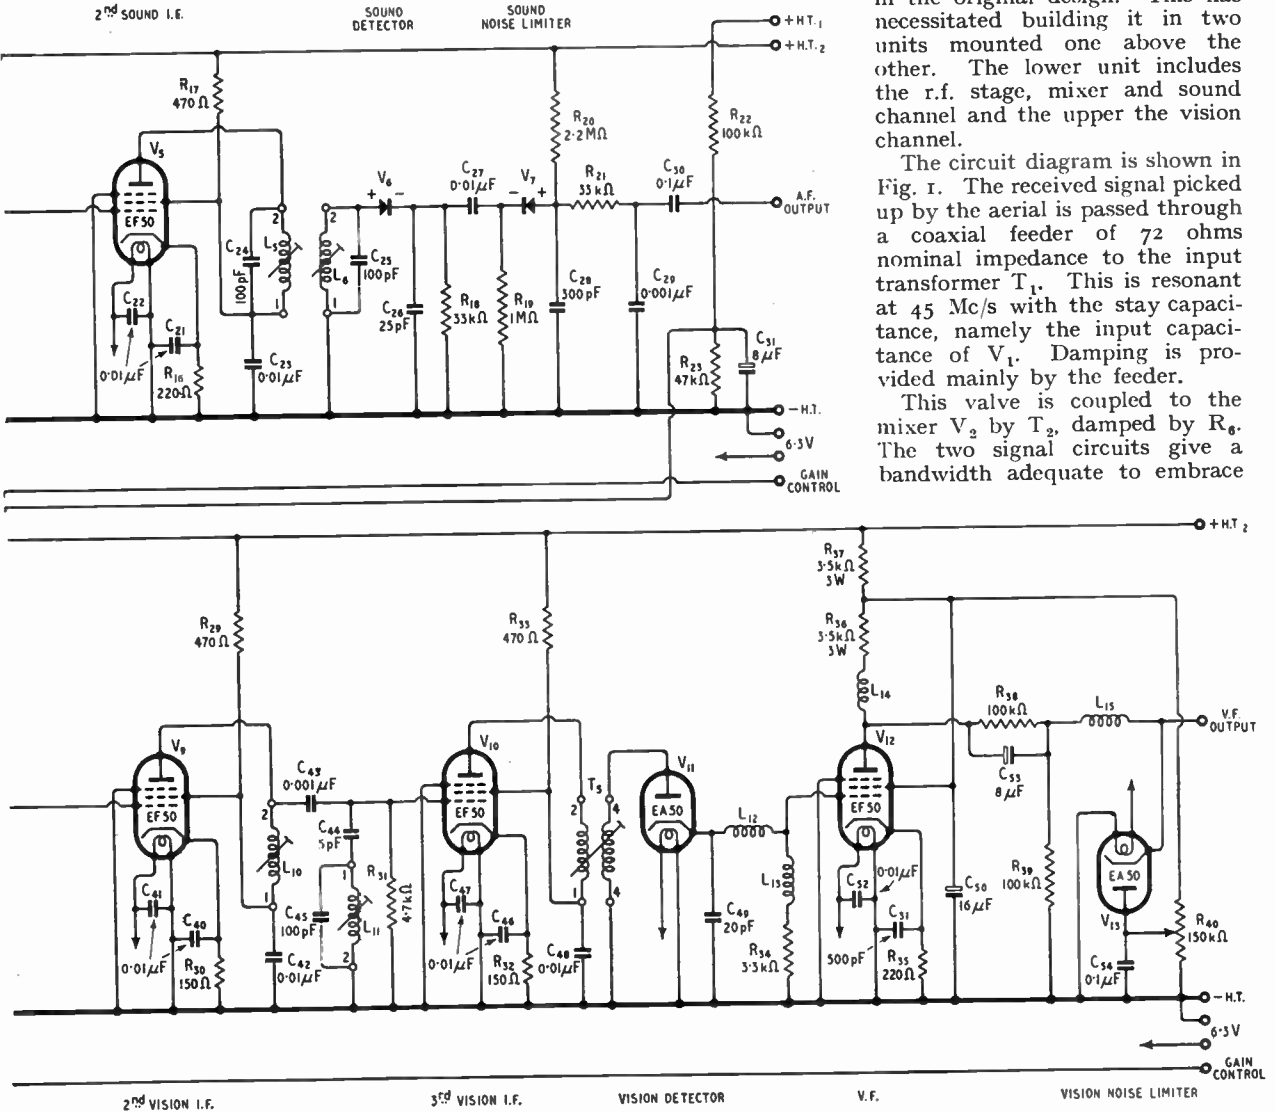 2nd SOUND I.F.
SOUND
DETECTOR
SOUND
NOISE LIMITER
+H.T.1
+H.T.2
R17
470Ω
R20
2·2MΩ
R22
100kΩ
V5
EF50
C24
100pF
2
L5
1
2
L6
1
C25
100pF
V6
+ -
C27
0·01μF
V7
- +
R21
33kΩ
C30
0·1μF
A.F.
OUTPUT
C22
C21
0·01μF
R16
220Ω
C23
0·01μF
C26
25pF
R18
33kΩ
R19
1MΩ
C28
300pF
C29
0·001μF
R23
47kΩ
C31
8μF
-H.T.
6·3V
GAIN
CONTROL
in the original design. This has
necessitated building it in two
units mounted one above the
other. The lower unit includes
the r.f. stage, mixer and sound
channel and the upper the vision
channel.
The circuit diagram is shown in
Fig. 1. The received signal picked
up by the aerial is passed through
a coaxial feeder of 72 ohms
nominal impedance to the input
transformer T1. This is resonant
at 45 Mc/s with the stay capaci-
tance, namely the input capaci-
tance of V1. Damping is pro-
vided mainly by the feeder.
This valve is coupled to the
mixer V2 by T2, damped by R6.
The two signal circuits give a
bandwidth adequate to embrace
+H.T.2
R29
470Ω
R33
470Ω
R37
3·5kΩ
3W
R36
3·5kΩ
3W
L14
R38
100kΩ
L15
V.F.
OUTPUT
C53
8μF
V9
EF50
C43
0·001μF
2
L10
1
C44
5pF
1
C45
100pF
L11
2
R31
4·7kΩ
C41
C40
0·01μF
R30
150Ω
C42
0·01μF
V10
EF50
C47
C46
0·01μF
R32
150Ω
C48
0·01μF
T5
2
4
1
4
V11
EA50
L12
L13
C49
20pF
R34
3·3kΩ
V12
EF50
0·01μF
C52
C51
500pF
R35
220Ω
C50
16μF
R39
100kΩ
EA50
V13
C54
0·1μF
R40
150kΩ
-H.T.
6·3V
GAIN
CONTROL
2nd VISION I.F.
3rd VISION I.F.
VISION DETECTOR
V.F.
VISION NOISE LIMITER